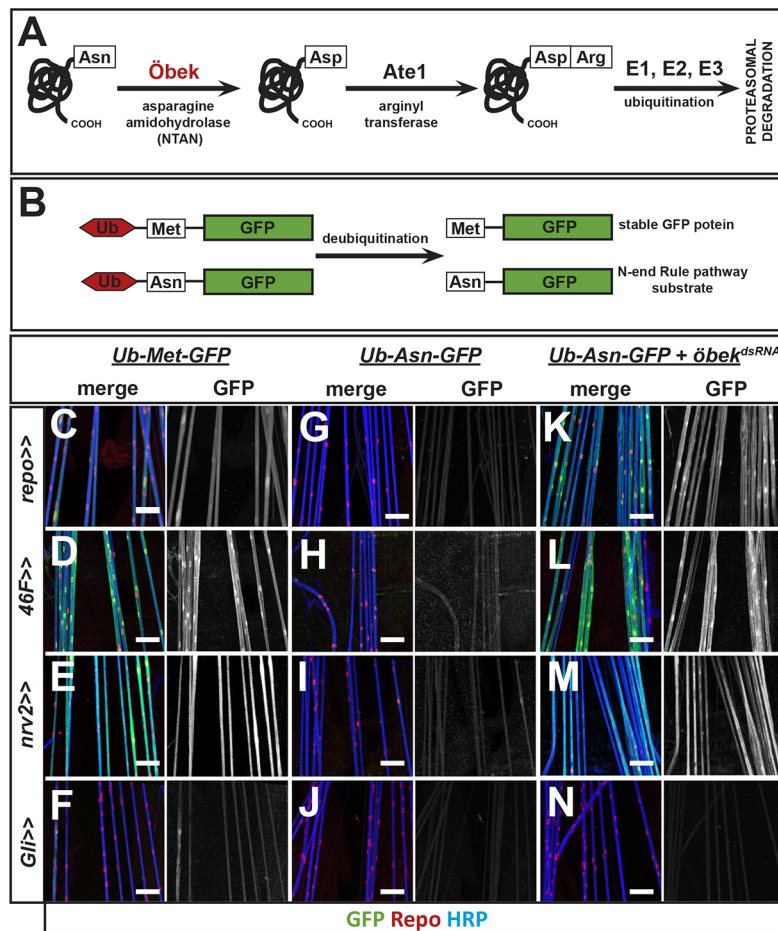 A
Asn
COOH
Öbek
asparagine
amidohydrolase
(NTAN)
Asp
COOH
Ate1
arginyl
transferase
Asp Arg
COOH
E1, E2, E3
ubiquitination
PROTEASOMAL
DEGRADATION
B
Ub Met GFP
Ub Asn GFP
deubiquitination
Met GFP stable GFP potein
Asn GFP N-end Rule pathway
substrate
Ub-Met-GFP Ub-Asn-GFP Ub-Asn-GFP + öbek dsRNA
merge GFP merge GFP merge GFP
repo>> C G K
46F>> D H L
nrv2>> E I M
Gli>> F J N
GFP Repo HRP